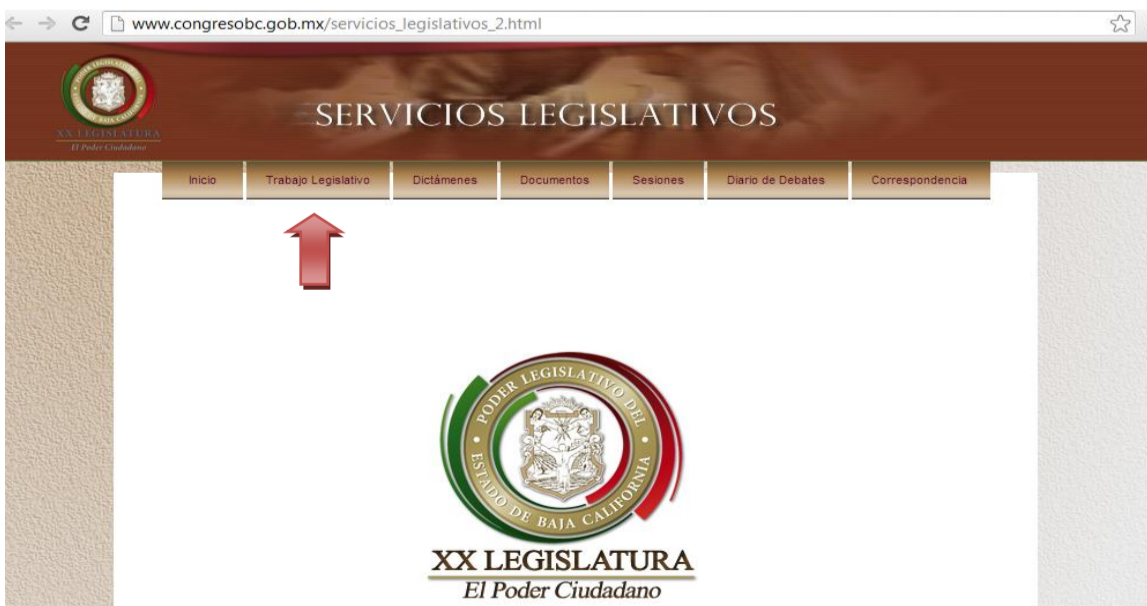 www.congresobc.gob.mx/servicios_legislativos_2.html
SERVICIOS LEGISLATIVOS
XX LEGISLATURA
El Poder Ciudadano
Inicio Trabajo Legislativo Dictámenes Documentos Sesiones Diario de Debates Correspondencia
PODER LEGISLATIVO DEL
ESTADO DE BAJA CALIFORNIA
XX LEGISLATURA
El Poder Ciudadano